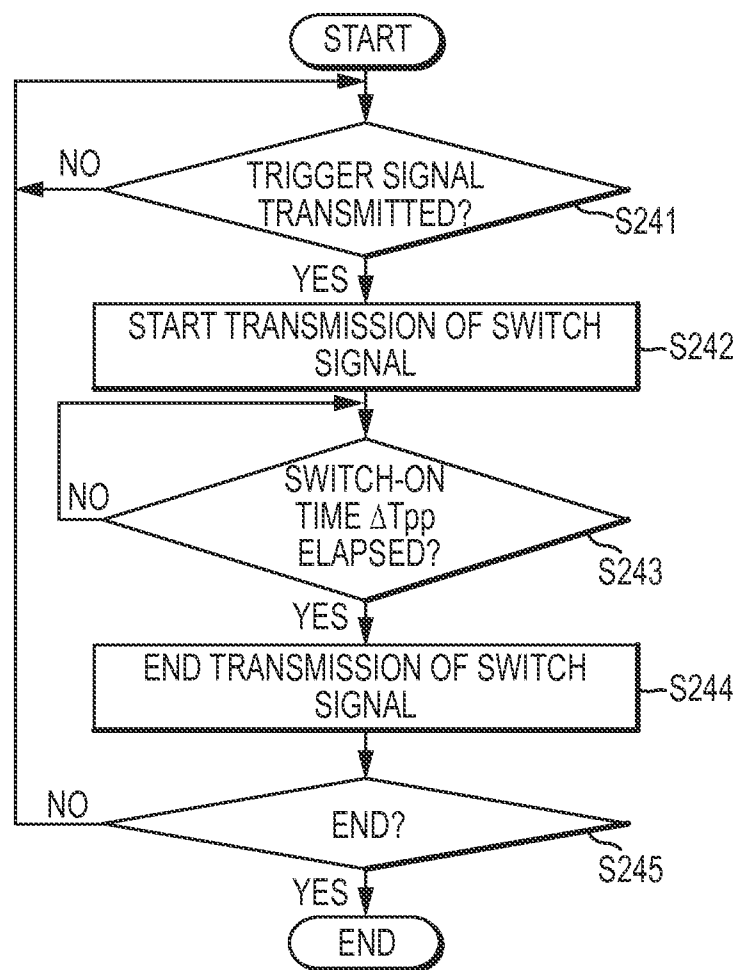 START
NO
TRIGGER SIGNAL
TRANSMITTED?
S241
YES
START TRANSMISSION OF SWITCH
SIGNAL
S242
NO
SWITCH-ON
TIME ΔTpp
ELAPSED?
S243
YES
END TRANSMISSION OF SWITCH
SIGNAL
S244
NO
END?
S245
YES
END